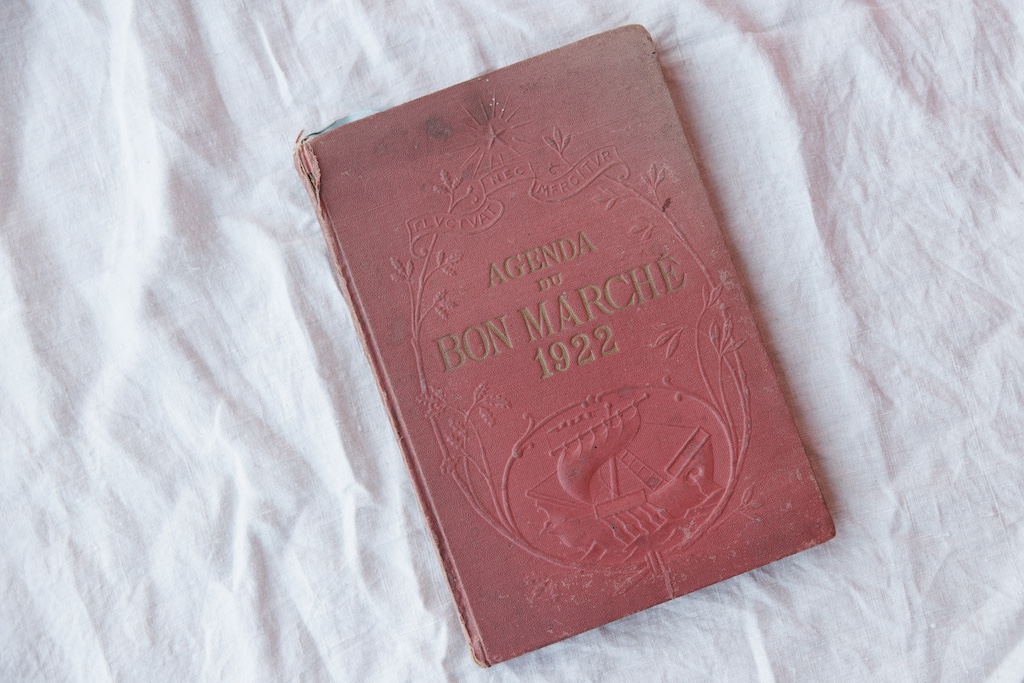 FLVCTVAT NEC MERGITVR
AGENDA
DU
BON MARCHÉ
1922